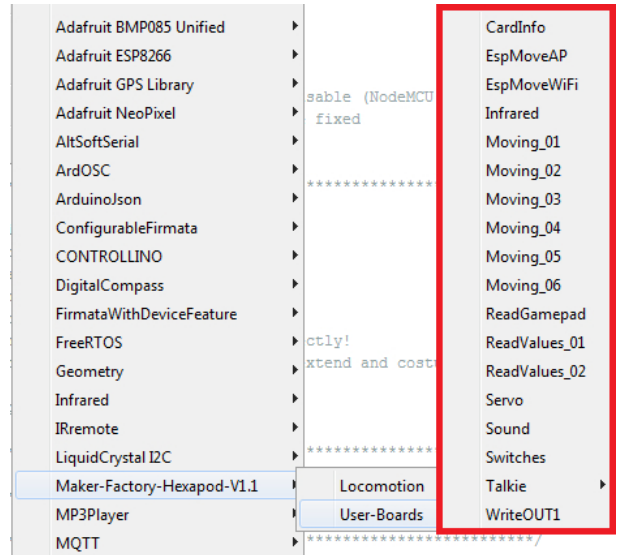 Adafruit BMP085 Unified
Adafruit ESP8266
Adafruit GPS Library
Adafruit NeoPixel
AltSoftSerial
ArdOSC
ArduinoJson
ConfigurableFirmata
CONTROLLINO
DigitalCompass
FirmataWithDeviceFeature
FreeRTOS
Geometry
Infrared
IRremote
LiquidCrystal I2C
Maker-Factory-Hexapod-V1.1
MP3Player
MQTT
sable (NodeMCU
fixed
****************
ctly!
xtend and costu
****************
**************************/
Locomotion
User-Boards
CardInfo
EspMoveAP
EspMoveWiFi
Infrared
Moving_01
Moving_02
Moving_03
Moving_04
Moving_05
Moving_06
ReadGamepad
ReadValues_01
ReadValues_02
Servo
Sound
Switches
Talkie
WriteOUT1